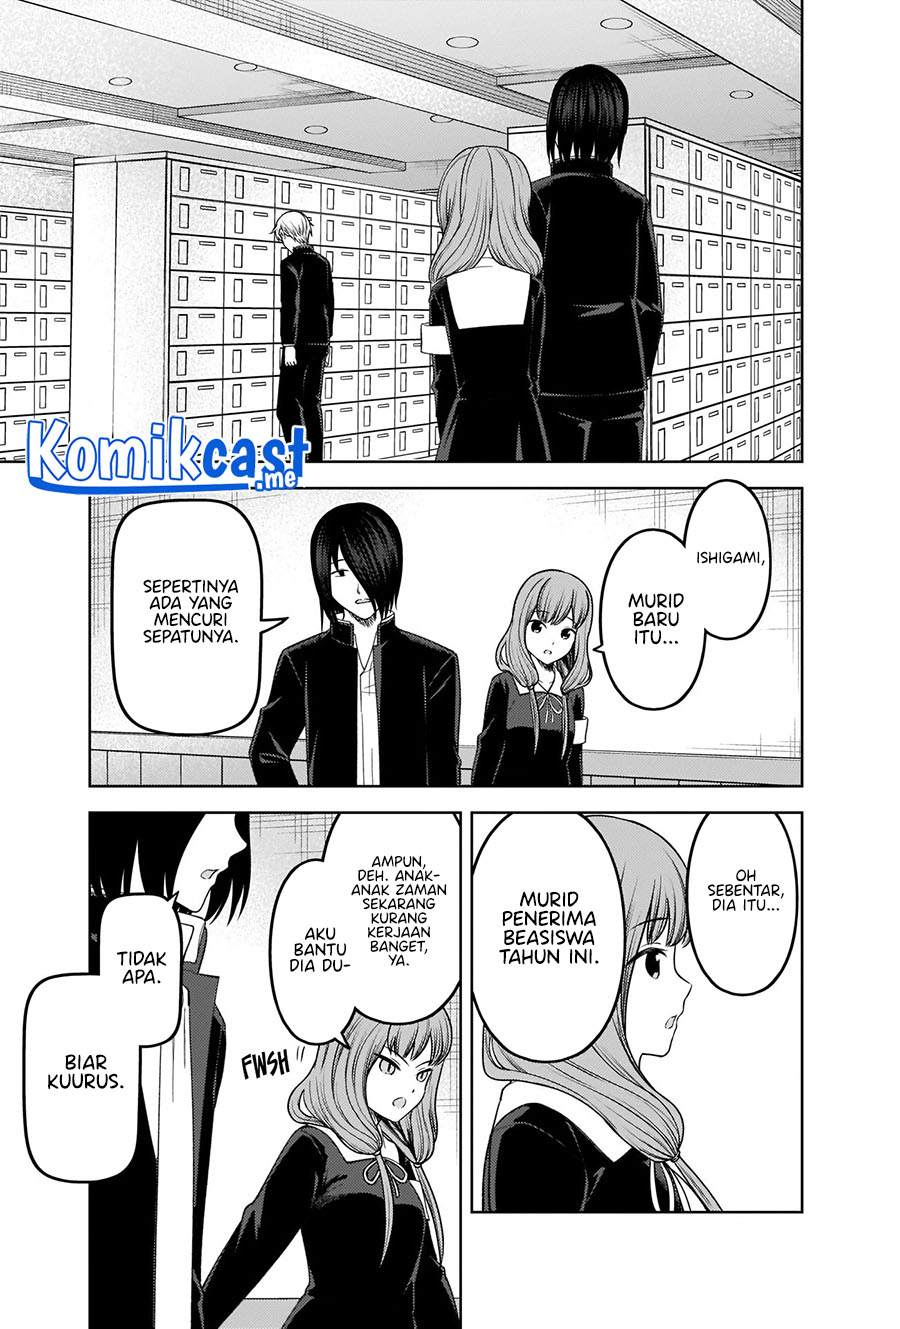 Komikcast
.me
ISHIGAMI,
MURID
BARU
ITU...
SEPERTINYA
ADA YANG
MENCURI
SEPATUNYA.
OH
SEBENTAR,
DIA ITU...
MURID
PENERIMA
BEASISWA
TAHUN INI.
AMPUN,
DEH. ANAK-
ANAK ZAMAN
SEKARANG
KURANG
KERJAAN
BANGET,
YA.
AKU
BANTU
DIA DU-
FWSH
TIDAK
APA.
BIAR
KUURUS.